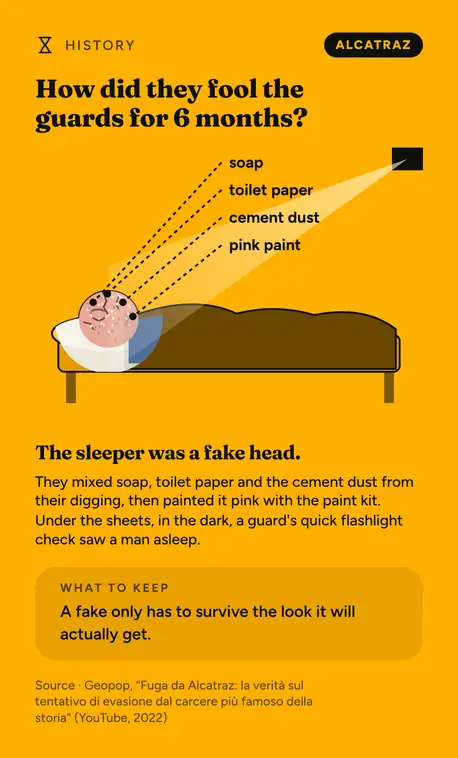 HISTORY
ALCATRAZ
How did they fool the
guards for 6 months?
soap
toilet paper
cement dust
pink paint
The sleeper was a fake head.
They mixed soap, toilet paper and the cement dust from
their digging, then painted it pink with the paint kit.
Under the sheets, in the dark, a guard's quick flashlight
check saw a man asleep.
WHAT TO KEEP
A fake only has to survive the look it will
actually get.
Source · Geopop, “Fuga da Alcatraz: la verità sul
tentativo di evasione dal carcere più famoso della
storia” (YouTube, 2022)